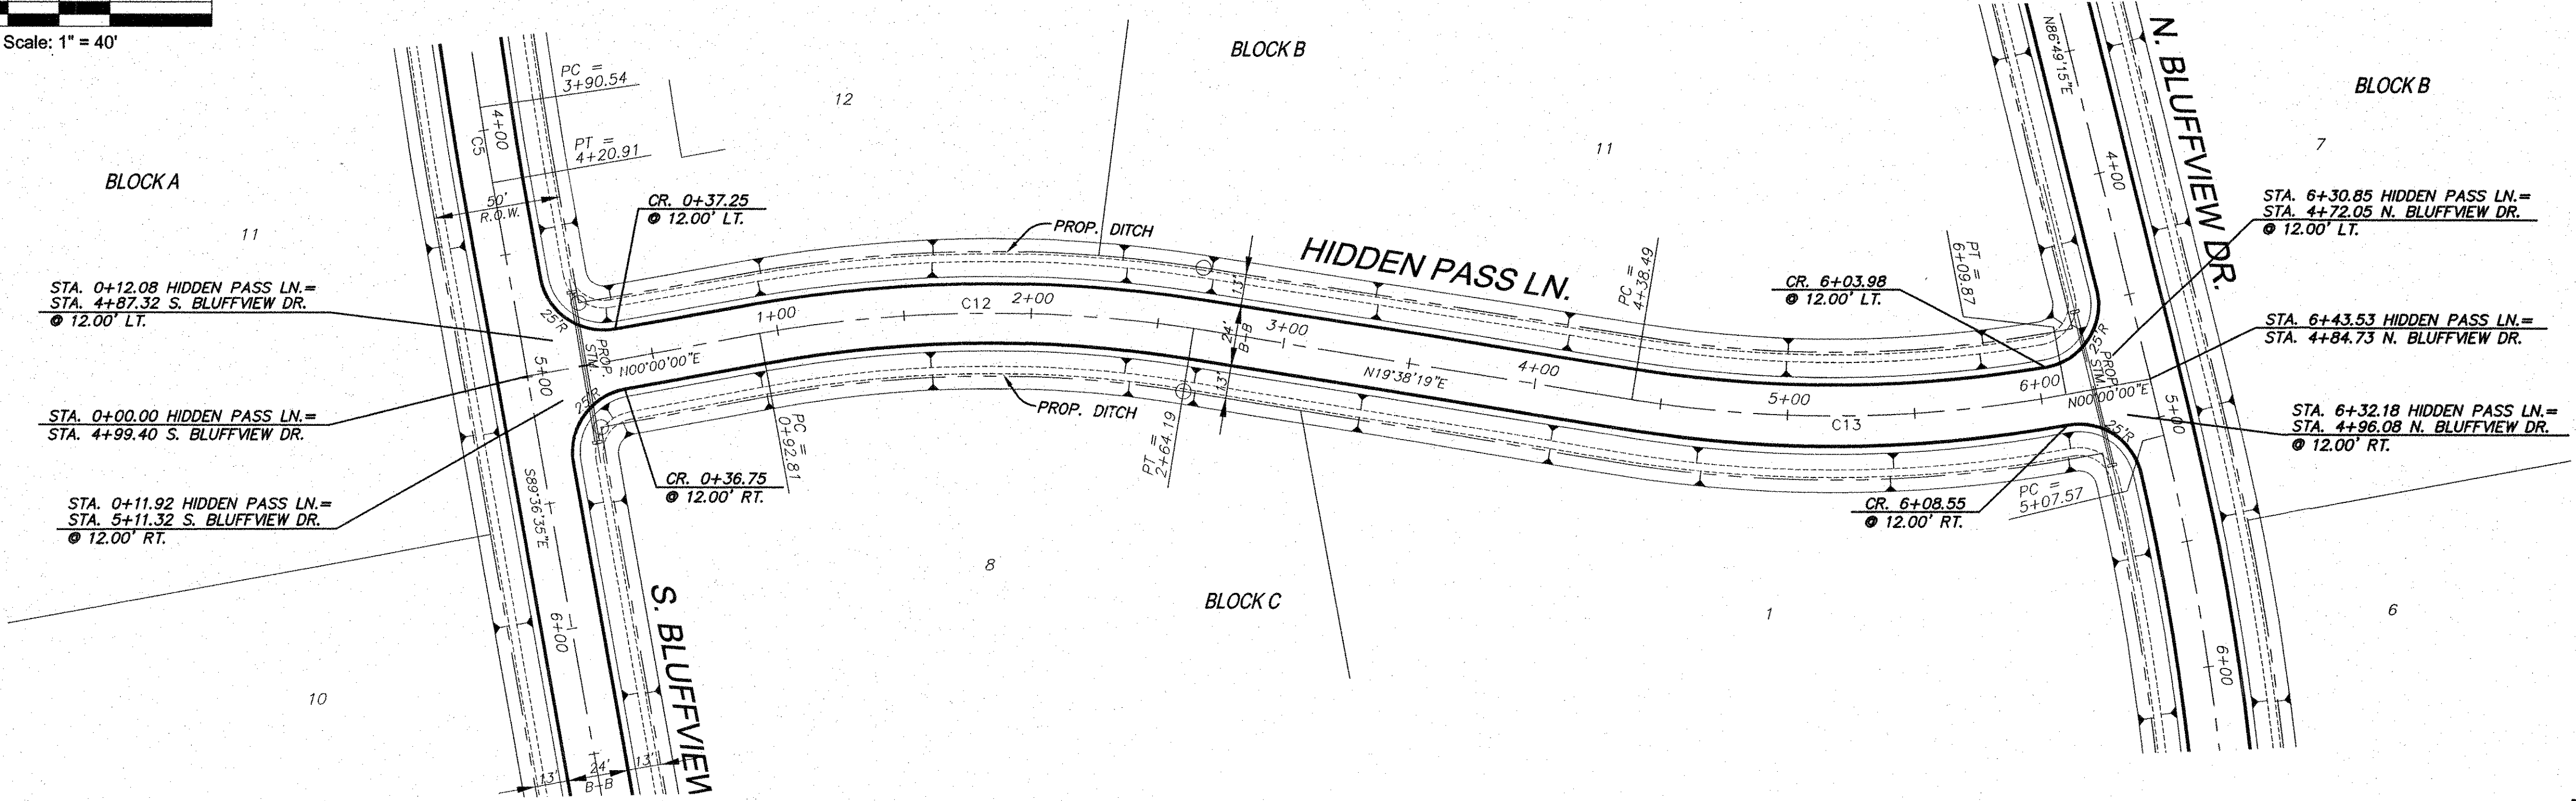 Scale: 1" = 40'
BLOCK A
11
10
STA. 0+12.08 HIDDEN PASS LN.=
STA. 4+87.32 S. BLUFFVIEW DR.
@ 12.00' LT.
STA. 0+00.00 HIDDEN PASS LN.=
STA. 4+99.40 S. BLUFFVIEW DR.
STA. 0+11.92 HIDDEN PASS LN.=
STA. 5+11.32 S. BLUFFVIEW DR.
@ 12.00' RT.
PC =
3+90.54
4+00
C5
PT =
4+20.91
50'
R.O.W.
25'R
PROP.
STM.
25'R
5+00
S89°36'35"E
6+00
13'
24'
B-B
13'
S. BLUFFVIEW
CR. 0+37.25
@ 12.00' LT.
N00°00'00"E
CR. 0+36.75
@ 12.00' RT.
12
BLOCK B
11
PROP. DITCH
1+00
C12
2+00
PC =
0+92.81
PROP. DITCH
PT =
2+64.19
13'
24'
B-B
13'
HIDDEN PASS LN.
3+00
N19°38'19"E
4+00
PC =
4+38.49
5+00
C13
8
BLOCK C
1
CR. 6+03.98
@ 12.00' LT.
PT =
6+09.87
6+00
N00°00'00"E
25'R
PROP.
STM.
25'R
CR. 6+08.55
@ 12.00' RT.
PC =
5+07.57
N86°49'15"E
4+00
5+00
6+00
N. BLUFFVIEW DR.
BLOCK B
7
STA. 6+30.85 HIDDEN PASS LN.=
STA. 4+72.05 N. BLUFFVIEW DR.
@ 12.00' LT.
STA. 6+43.53 HIDDEN PASS LN.=
STA. 4+84.73 N. BLUFFVIEW DR.
STA. 6+32.18 HIDDEN PASS LN.=
STA. 4+96.08 N. BLUFFVIEW DR.
@ 12.00' RT.
6